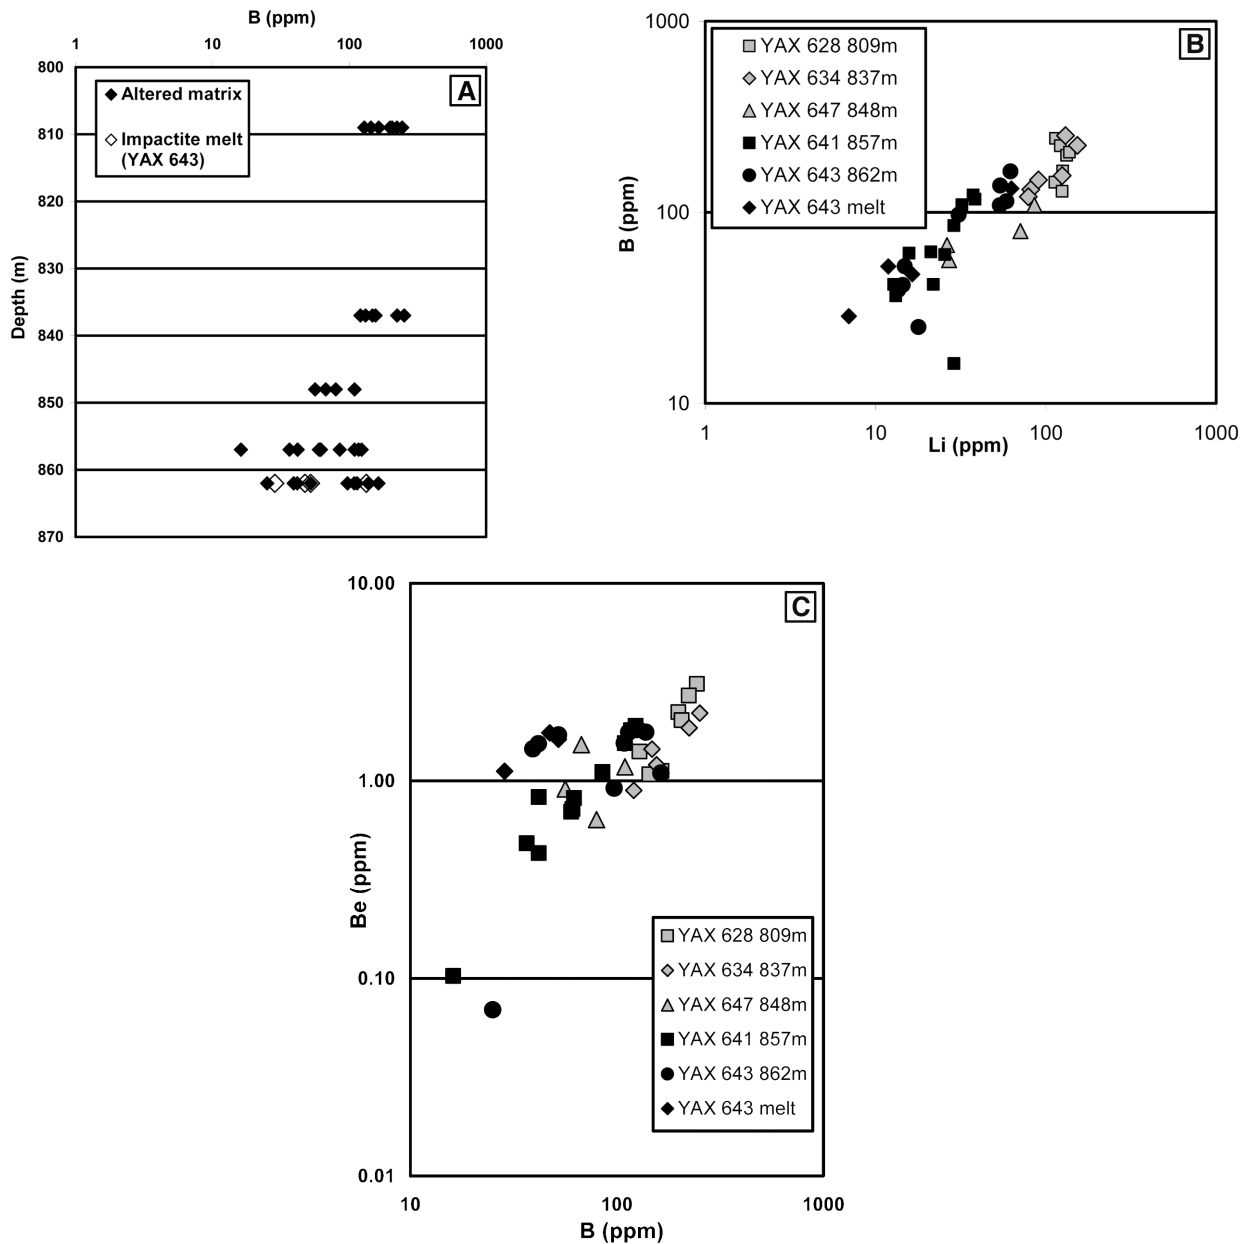 B (ppm)
1 10 100 1000
800
810
820
830
840
850
860
870
Depth (m)
A
Altered matrix
Impactite melt
(YAX 643)
B
1000
100
10
B (ppm)
1 10 100 1000
Li (ppm)
YAX 628 809m
YAX 634 837m
YAX 647 848m
YAX 641 857m
YAX 643 862m
YAX 643 melt
C
10.00
1.00
0.10
0.01
Be (ppm)
YAX 628 809m
YAX 634 837m
YAX 647 848m
YAX 641 857m
YAX 643 862m
YAX 643 melt
10 100 1000
B (ppm)